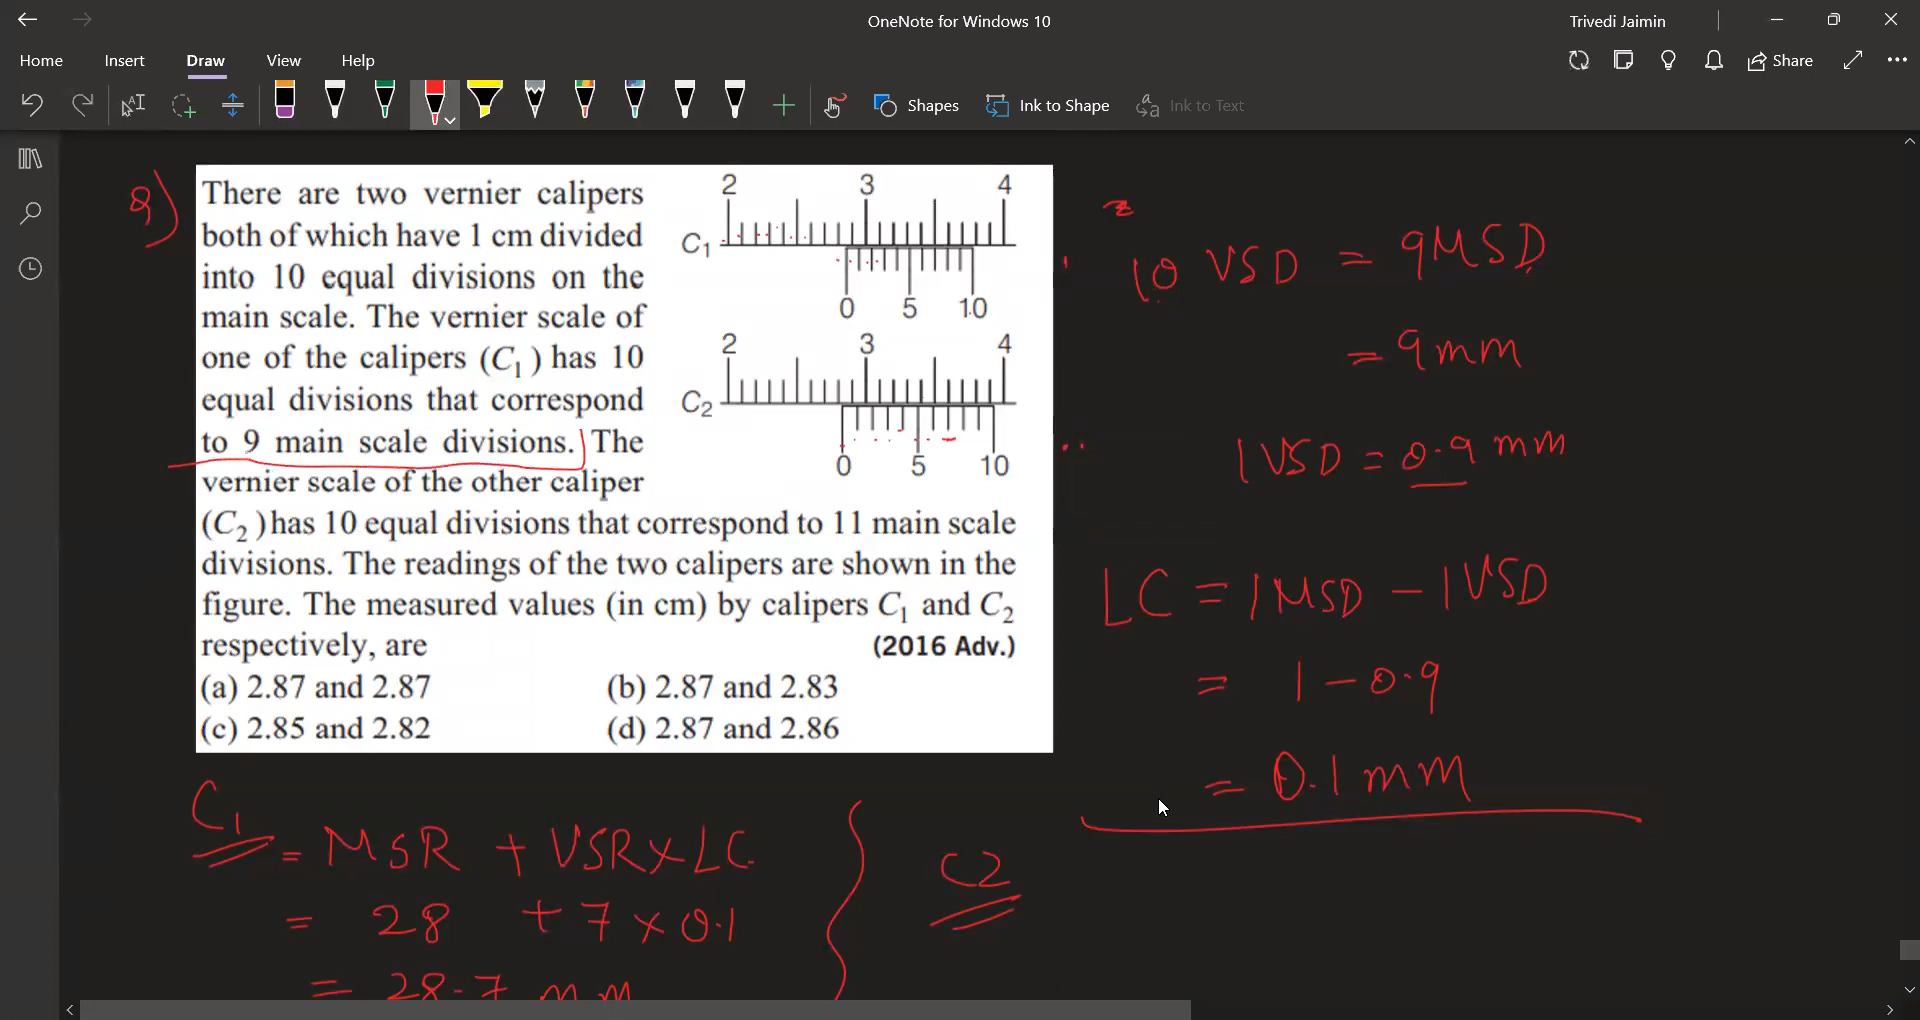 OneNote for Windows 10
Trivedi Jaimin
Home Insert Draw View Help
Share
Shapes Ink to Shape Ink to Text
8)
There are two vernier calipers
both of which have 1 cm divided
into 10 equal divisions on the
main scale. The vernier scale of
one of the calipers (C₁) has 10
equal divisions that correspond
to 9 main scale divisions. The
vernier scale of the other caliper
(C₂) has 10 equal divisions that correspond to 11 main scale
divisions. The readings of the two calipers are shown in the
figure. The measured values (in cm) by calipers C₁ and C₂
respectively, are (2016 Adv.)
(a) 2.87 and 2.87 (b) 2.87 and 2.83
(c) 2.85 and 2.82 (d) 2.87 and 2.86
2 3 4
C₁
0 5 10
2 3 4
C₂
0 5 10
10 VSD = 9MSD
= 9mm
1 VSD = 0.9 mm
LC = 1 MSD - 1 VSD
= 1 - 0.9
= 0.1 mm
C1
= MSR + VSR x LC
= 28 + 7 x 0.1
= 28.7 mm
C2